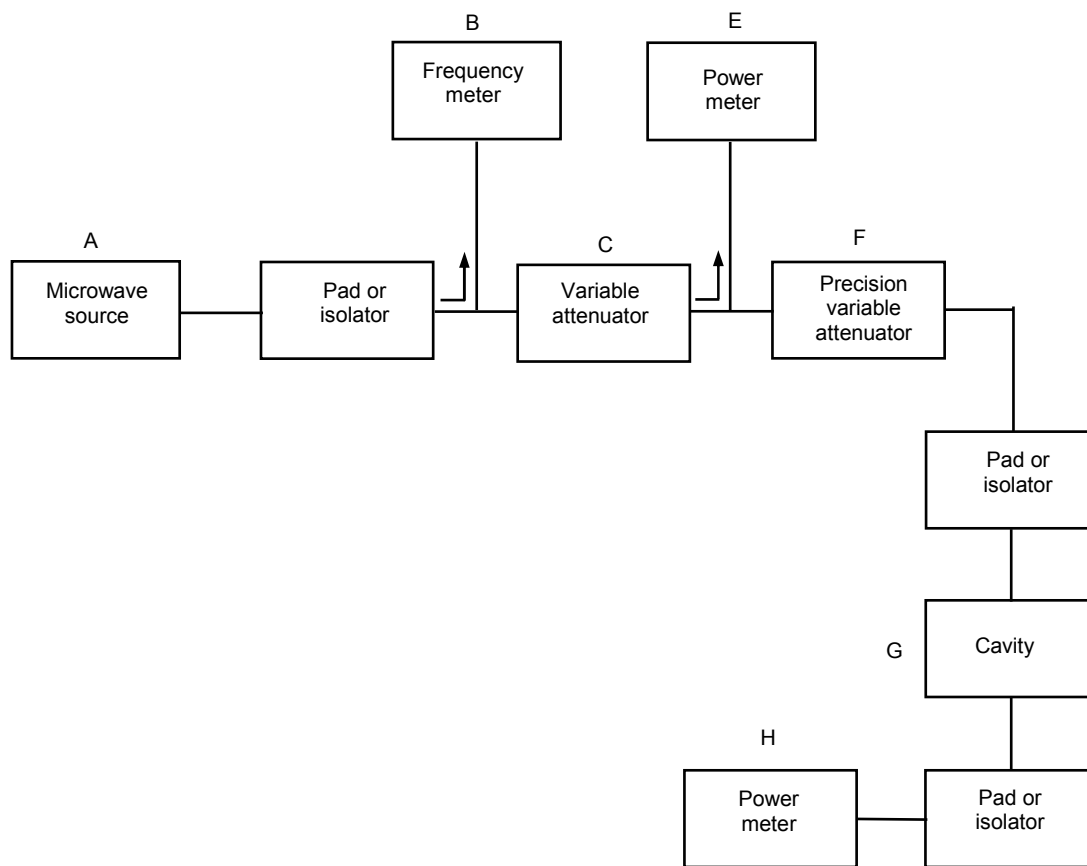 B
E
Frequency
meter
Power
meter
A
C
F
Microwave
source
Pad or
isolator
Variable
attenuator
Precision
variable
attenuator
Pad or
isolator
G
Cavity
H
Power
meter
Pad or
isolator